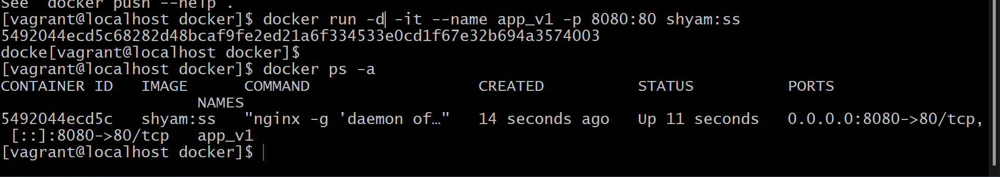 See 'docker push --help'.
[vagrant@localhost docker]$ docker run -d -it --name app_v1 -p 8080:80 shyam:ss
5492044ecd5c68282d48bcaf9fe2ed21a6f334533e0cd1f67e32b694a3574003
docke[vagrant@localhost docker]$
[vagrant@localhost docker]$ docker ps -a
CONTAINER ID   IMAGE      COMMAND                  CREATED          STATUS          PORTS
                     NAMES
5492044ecd5c   shyam:ss   "nginx -g 'daemon of…"   14 seconds ago   Up 11 seconds   0.0.0.0:8080->80/tcp,
 [::]:8080->80/tcp   app_v1
[vagrant@localhost docker]$